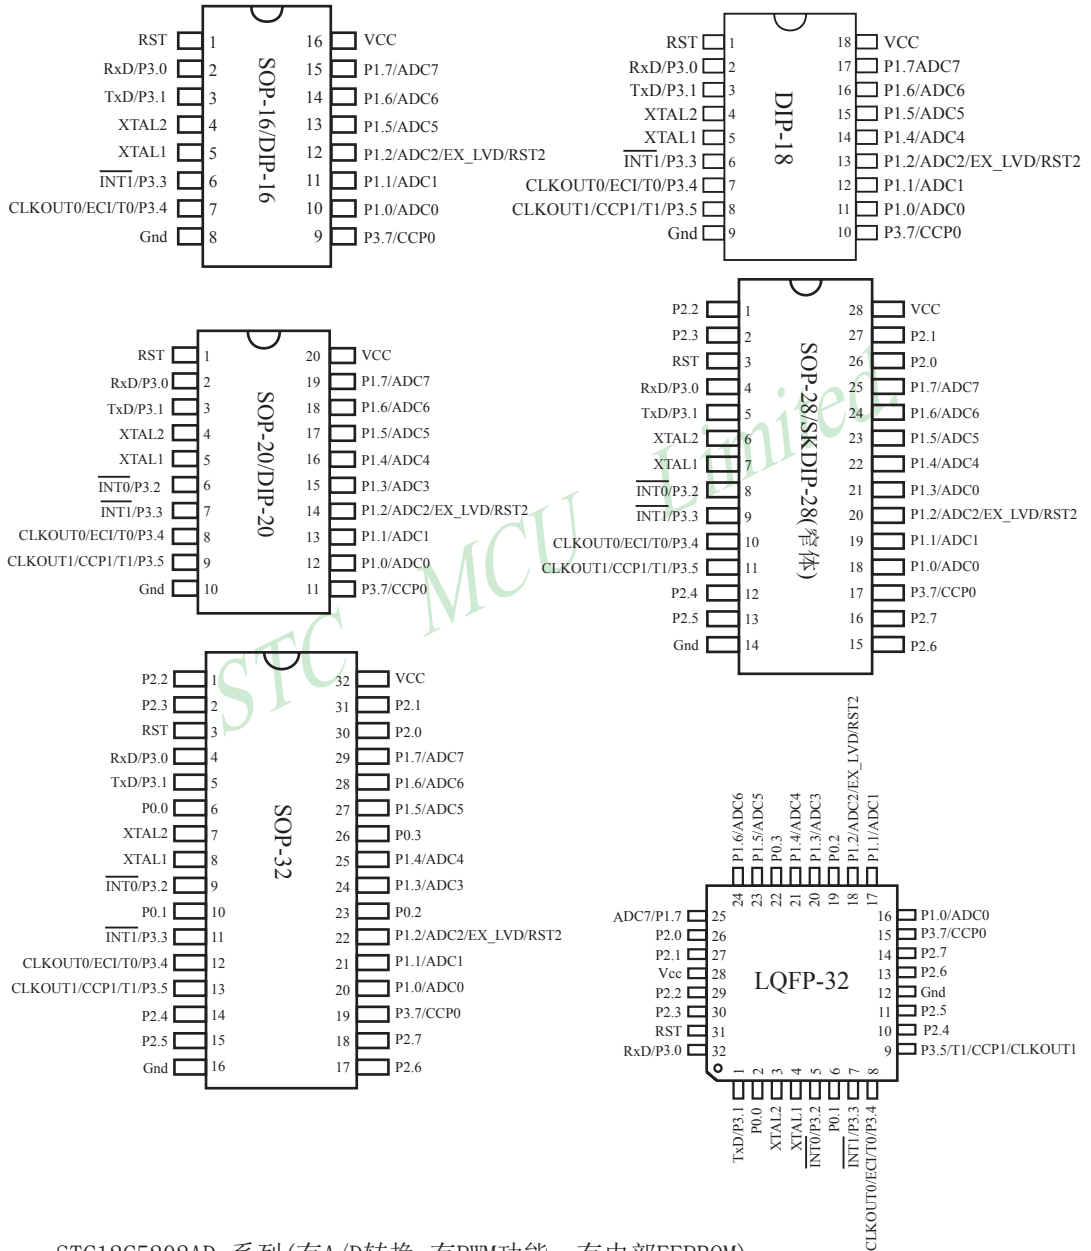 RST 1 16 VCC
RxD/P3.0 2 15 P1.7/ADC7
TxD/P3.1 3 14 P1.6/ADC6
XTAL2 4 13 P1.5/ADC5
XTAL1 5 12 P1.2/ADC2/EX_LVD/RST2
INT1/P3.3 6 11 P1.1/ADC1
CLKOUT0/ECI/T0/P3.4 7 10 P1.0/ADC0
Gnd 8 9 P3.7/CCP0
SOP-16/DIP-16
RST 1 18 VCC
RxD/P3.0 2 17 P1.7ADC7
TxD/P3.1 3 16 P1.6/ADC6
XTAL2 4 15 P1.5/ADC5
XTAL1 5 14 P1.4/ADC4
INT1/P3.3 6 13 P1.2/ADC2/EX_LVD/RST2
CLKOUT0/ECI/T0/P3.4 7 12 P1.1/ADC1
CLKOUT1/CCP1/T1/P3.5 8 11 P1.0/ADC0
Gnd 9 10 P3.7/CCP0
DIP-18
RST 1 20 VCC
RxD/P3.0 2 19 P1.7/ADC7
TxD/P3.1 3 18 P1.6/ADC6
XTAL2 4 17 P1.5/ADC5
XTAL1 5 16 P1.4/ADC4
INT0/P3.2 6 15 P1.3/ADC3
INT1/P3.3 7 14 P1.2/ADC2/EX_LVD/RST2
CLKOUT0/ECI/T0/P3.4 8 13 P1.1/ADC1
CLKOUT1/CCP1/T1/P3.5 9 12 P1.0/ADC0
Gnd 10 11 P3.7/CCP0
SOP-20/DIP-20
P2.2 1 28 VCC
P2.3 2 27 P2.1
RST 3 26 P2.0
RxD/P3.0 4 25 P1.7/ADC7
TxD/P3.1 5 24 P1.6/ADC6
XTAL2 6 23 P1.5/ADC5
XTAL1 7 22 P1.4/ADC4
INT0/P3.2 8 21 P1.3/ADC0
INT1/P3.3 9 20 P1.2/ADC2/EX_LVD/RST2
CLKOUT0/ECI/T0/P3.4 10 19 P1.1/ADC1
CLKOUT1/CCP1/T1/P3.5 11 18 P1.0/ADC0
P2.4 12 17 P3.7/CCP0
P2.5 13 16 P2.7
Gnd 14 15 P2.6
SOP-28/SKDIP-28(窄体)
STC MCU Limited.
P2.2 1 32 VCC
P2.3 2 31 P2.1
RST 3 30 P2.0
RxD/P3.0 4 29 P1.7/ADC7
TxD/P3.1 5 28 P1.6/ADC6
P0.0 6 27 P1.5/ADC5
XTAL2 7 26 P0.3
XTAL1 8 25 P1.4/ADC4
INT0/P3.2 9 24 P1.3/ADC3
P0.1 10 23 P0.2
INT1/P3.3 11 22 P1.2/ADC2/EX_LVD/RST2
CLKOUT0/ECI/T0/P3.4 12 21 P1.1/ADC1
CLKOUT1/CCP1/T1/P3.5 13 20 P1.0/ADC0
P2.4 14 19 P3.7/CCP0
P2.5 15 18 P2.7
Gnd 16 17 P2.6
SOP-32
P1.6/ADC6 24
P1.5/ADC5 23
P0.3 22
P1.4/ADC4 21
P1.3/ADC3 20
P0.2 19
P1.2/ADC2/EX_LVD/RST2 18
P1.1/ADC1 17
ADC7/P1.7 25 16 P1.0/ADC0
P2.0 26 15 P3.7/CCP0
P2.1 27 14 P2.7
Vcc 28 13 P2.6
P2.2 29 12 Gnd
P2.3 30 11 P2.5
RST 31 10 P2.4
RxD/P3.0 32 9 P3.5/T1/CCP1/CLKOUT1
LQFP-32
1 TxD/P3.1
2 P0.0
3 XTAL2
4 XTAL1
5 INT0/P3.2
6 P0.1
7 INT1/P3.3
8 CLKOUT0/ECI/T0/P3.4